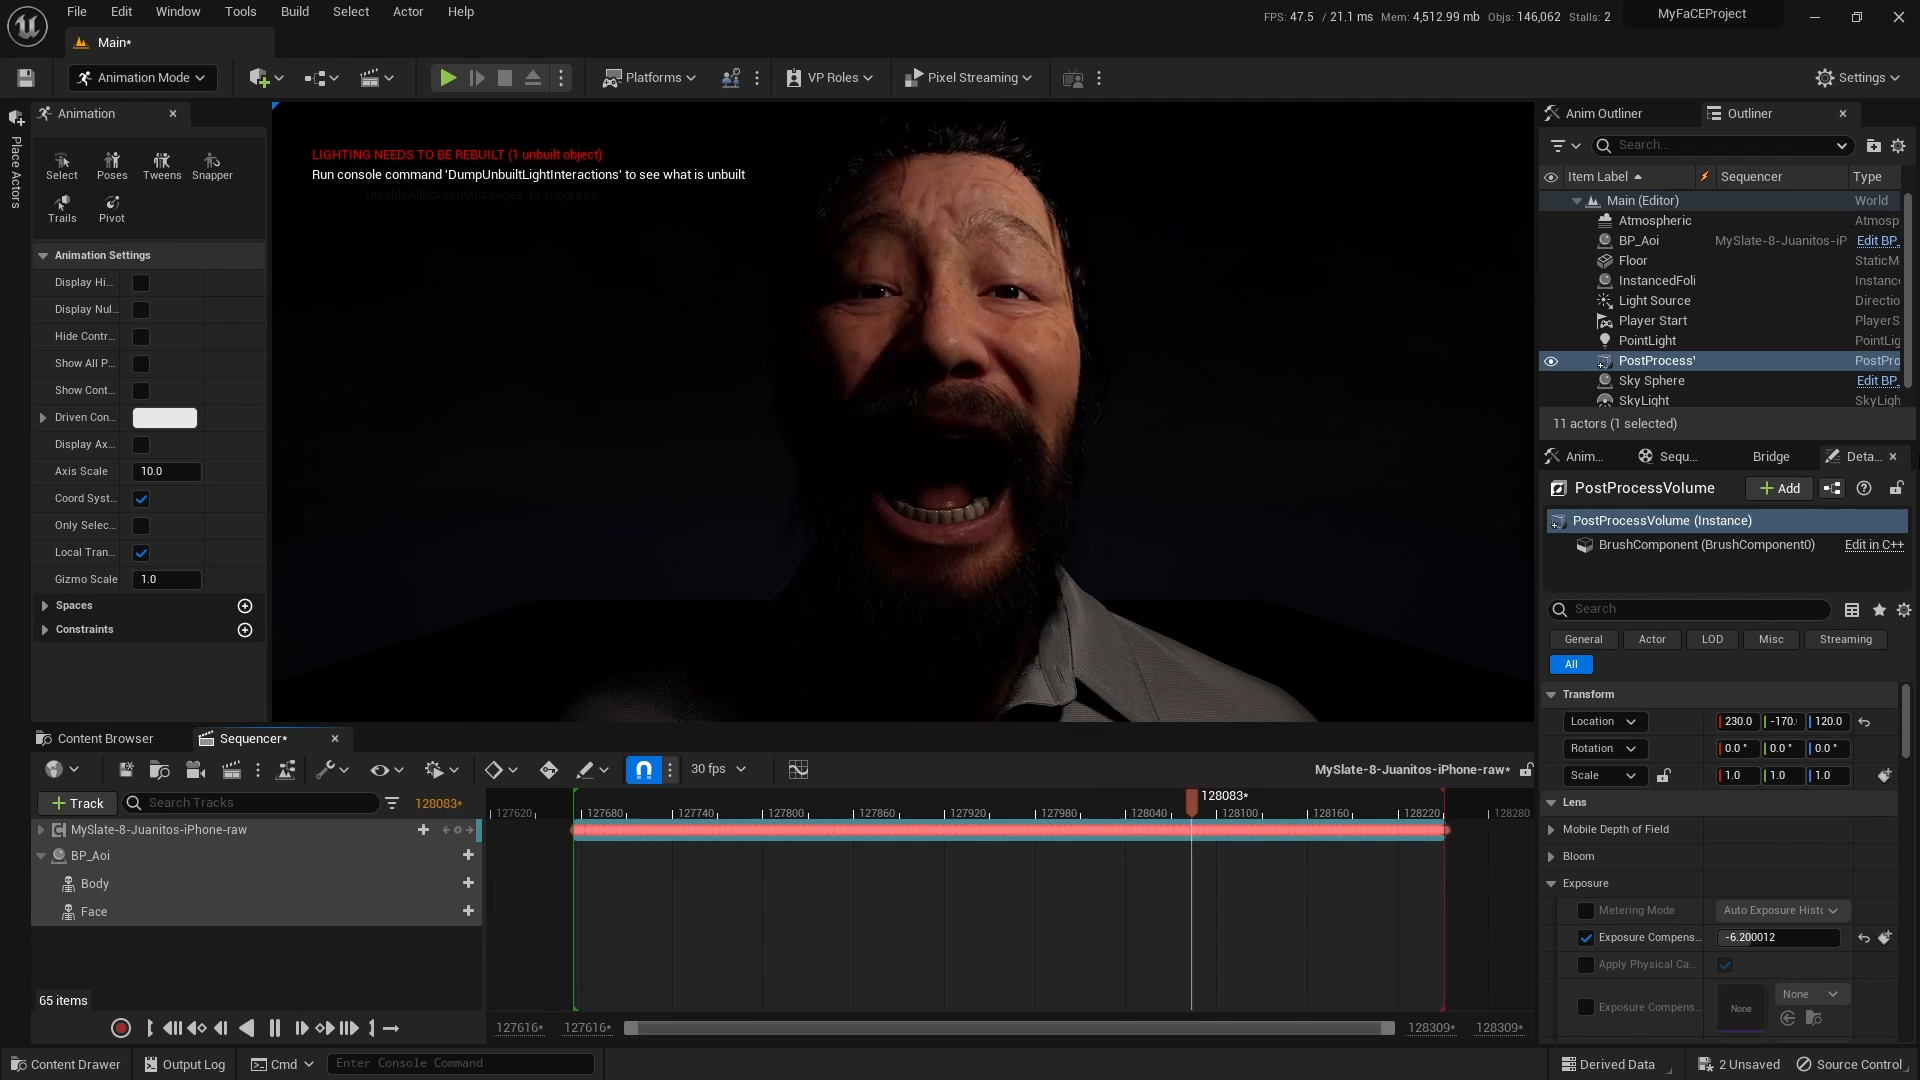 File Edit Window Tools Build Select Actor Help
FPS: 47.5 / 21.1 ms Mem: 4,512.99 mb Objs: 146,062 Stalls: 2
MyFaCEProject
Main*
Animation Mode
Platforms
VP Roles
Pixel Streaming
Settings
Place Actors
Animation
Select Poses Tweens Snapper
Trails Pivot
Animation Settings
Display Hi...
Display Nul...
Hide Contr...
Show All P...
Show Cont...
Driven Con...
Display Ax...
Axis Scale 10.0
Coord Syst...
Only Selec...
Local Tran...
Gizmo Scale 1.0
Spaces
Constraints
LIGHTING NEEDS TO BE REBUILT (1 unbuilt object)
Run console command 'DumpUnbuiltLightInteractions' to see what is unbuilt
'DisableAllScreenMessages' to suppress
Anim Outliner Outliner
Search...
Item Label Sequencer Type
Main (Editor) World
Atmospheric Atmosp
BP_Aoi MySlate-8-Juanitos-iP Edit BP_
Floor StaticM
InstancedFoli Instanc
Light Source Directio
Player Start PlayerS
PointLight PointLig
PostProcess PostPro
Sky Sphere Edit BP_
SkyLight SkyLigh
11 actors (1 selected)
Anim... Sequ... Bridge Deta...
PostProcessVolume Add
PostProcessVolume (Instance)
BrushComponent (BrushComponent0) Edit in C++
Search
General Actor LOD Misc Streaming
All
Transform
Location 230.0 -170. 120.0
Rotation 0.0 ° 0.0 ° 0.0 °
Scale 1.0 1.0 1.0
Lens
Mobile Depth of Field
Bloom
Exposure
Metering Mode Auto Exposure Histo
Exposure Compens... -6.200012
Apply Physical Ca...
Exposure Compens... None None
Content Browser Sequencer*
30 fps
MySlate-8-Juanitos-iPhone-raw*
Track Search Tracks 128083*
128083*
127620 127680 127740 127800 127860 127920 127980 128040 128100 128160 128220 128280
MySlate-8-Juanitos-iPhone-raw
BP_Aoi
Body
Face
65 items
127616* 127616* 128309* 128309*
Content Drawer Output Log Cmd Enter Console Command
Derived Data 2 Unsaved Source Control